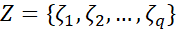 Z = {ζ₁, ζ₂, …, ζ_q}